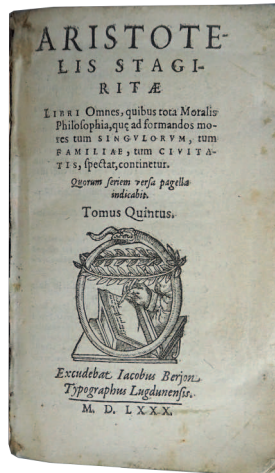 ARISTOTE-
LIS STAGI-
RITÆ
LIBRI Omnes, quibus tota Moralis
Philosophia, quę ad formandos mo-
res tum SINGVLORVM, tum
FAMILIAE, tum CIVITA-
TIS, spectat, continetur.
Quorum seriem versa pagella
indicabit.
Tomus Quintus.
Excudebat Iacobus Berjon,
Typographus Lugdunensis.
M. D. LXXX.